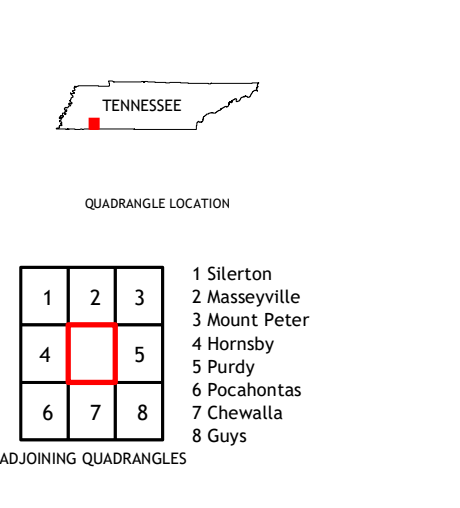 TENNESSEE
QUADRANGLE LOCATION
1 2 3
4 5
6 7 8
1 Silerton
2 Masseyville
3 Mount Peter
4 Hornsby
5 Purdy
6 Pocahontas
7 Chewalla
8 Guys
ADJOINING QUADRANGLES